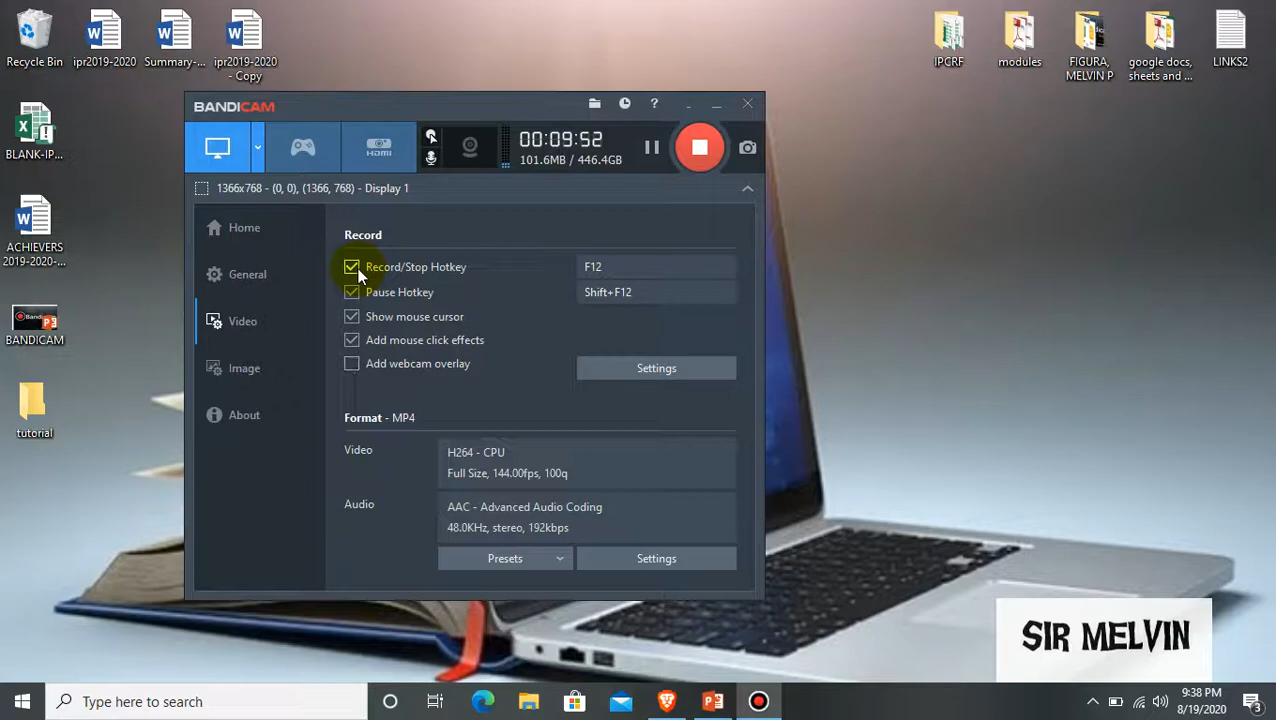 Recycle Bin
ipr2019-2020
Summary-...
ipr2019-2020
- Copy
IPCRF
modules
FIGURA,
MELVIN P
google docs,
sheets and ...
LINKS2
BLANK-IP...
ACHIEVERS
2019-2020-...
BANDICAM
tutorial
BANDICAM
?
HDMI
00:09:52
101.6MB / 446.4GB
1366x768 - (0, 0), (1366, 768) - Display 1
Home
General
Video
Image
About
Record
Record/Stop Hotkey
F12
Pause Hotkey
Shift+F12
Show mouse cursor
Add mouse click effects
Add webcam overlay
Settings
Format - MP4
Video
H264 - CPU
Full Size, 144.00fps, 100q
Audio
AAC - Advanced Audio Coding
48.0KHz, stereo, 192kbps
Presets
Settings
SIR MELVIN
Type here to search
9:38 PM
8/19/2020
3